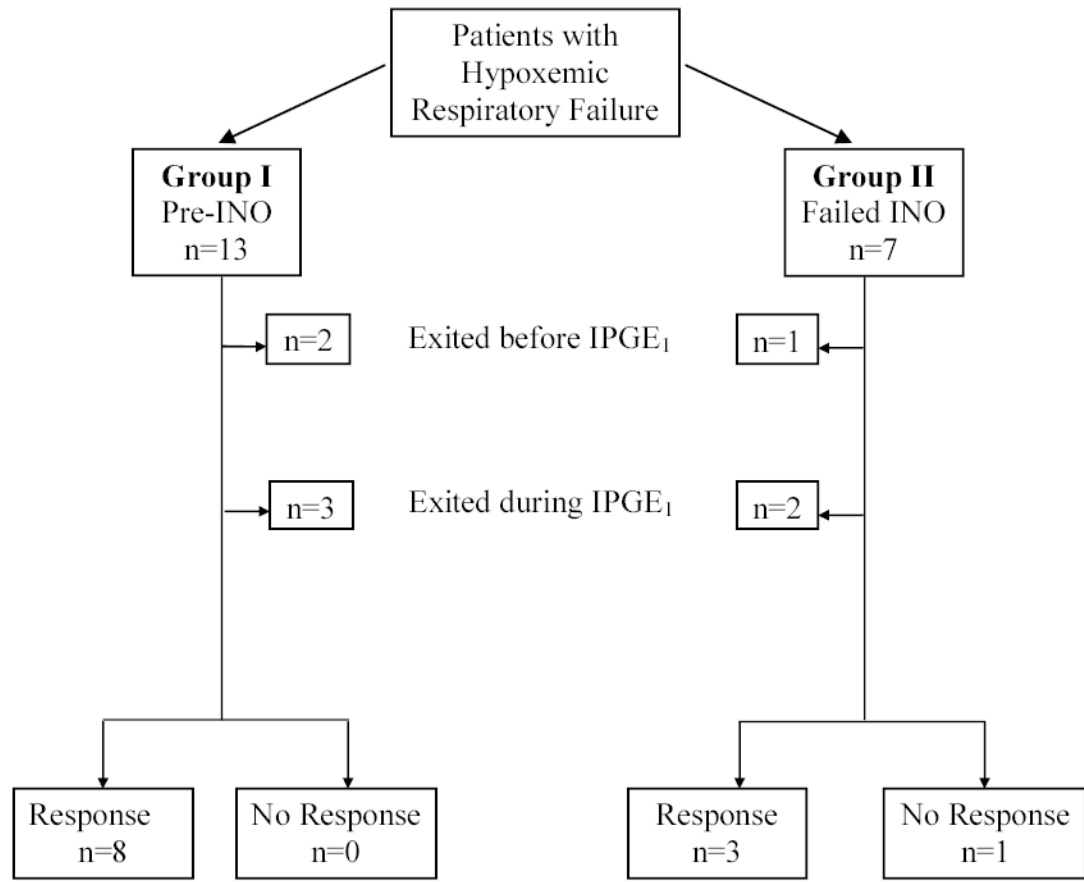 Patients with
Hypoxemic
Respiratory Failure
Group I
Pre-INO
n=13
Group II
Failed INO
n=7
n=2
Exited before IPGE₁
n=1
n=3
Exited during IPGE₁
n=2
Response
n=8
No Response
n=0
Response
n=3
No Response
n=1